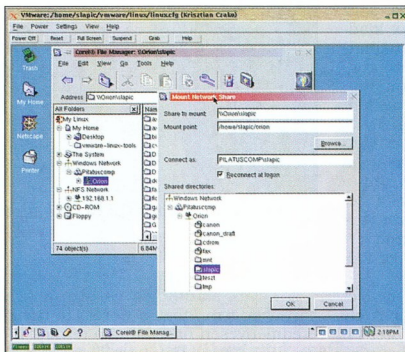 VMware: /home/slapic/vmware/linux/linux.cfg (Krisztian Czako)
File Power Settings View Help
Power Off Reset Full Screen Suspend Grab Help
Trash
My Home
Netscape
Printer
Corel® File Manager: \\Orion\slapic
File Edit View Go Tools Help
Address \\Orion\slapic
All Folders
My Linux
My Home
Desktop
vmware-linux-tools
The System
Windows Network
Pilatuscomp
Orion
NFS Network
192.168.1.1
CD-ROM
Floppy
74 object(s)
Mount Network Share
Share to mount: \\Orion\slapic
Mount point: /home/slapic/orion
Browse...
Connect as: PILATUSCOMP\slapic
Reconnect at logon
Shared directories:
Windows Network
Pilatuscomp
Orion
canon
canon_draft
cdrom
fax
mnt
slapic
teszt
tmp
OK Cancel
Corel® File Manag...
2:18PM